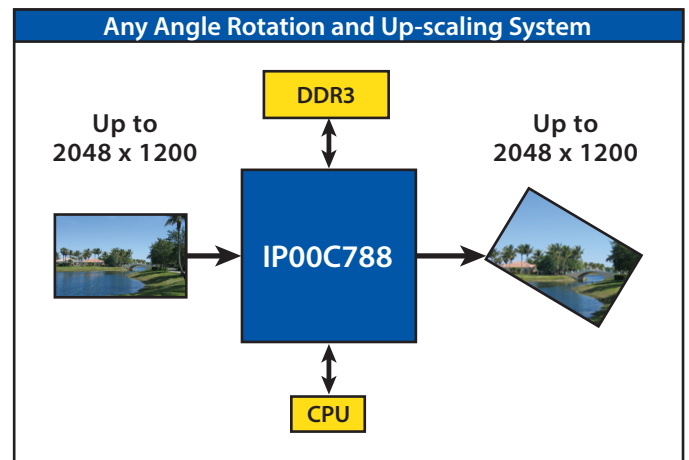 Any Angle Rotation and Up-scaling System
DDR3
Up to
2048 x 1200
Up to
2048 x 1200
IP00C788
CPU